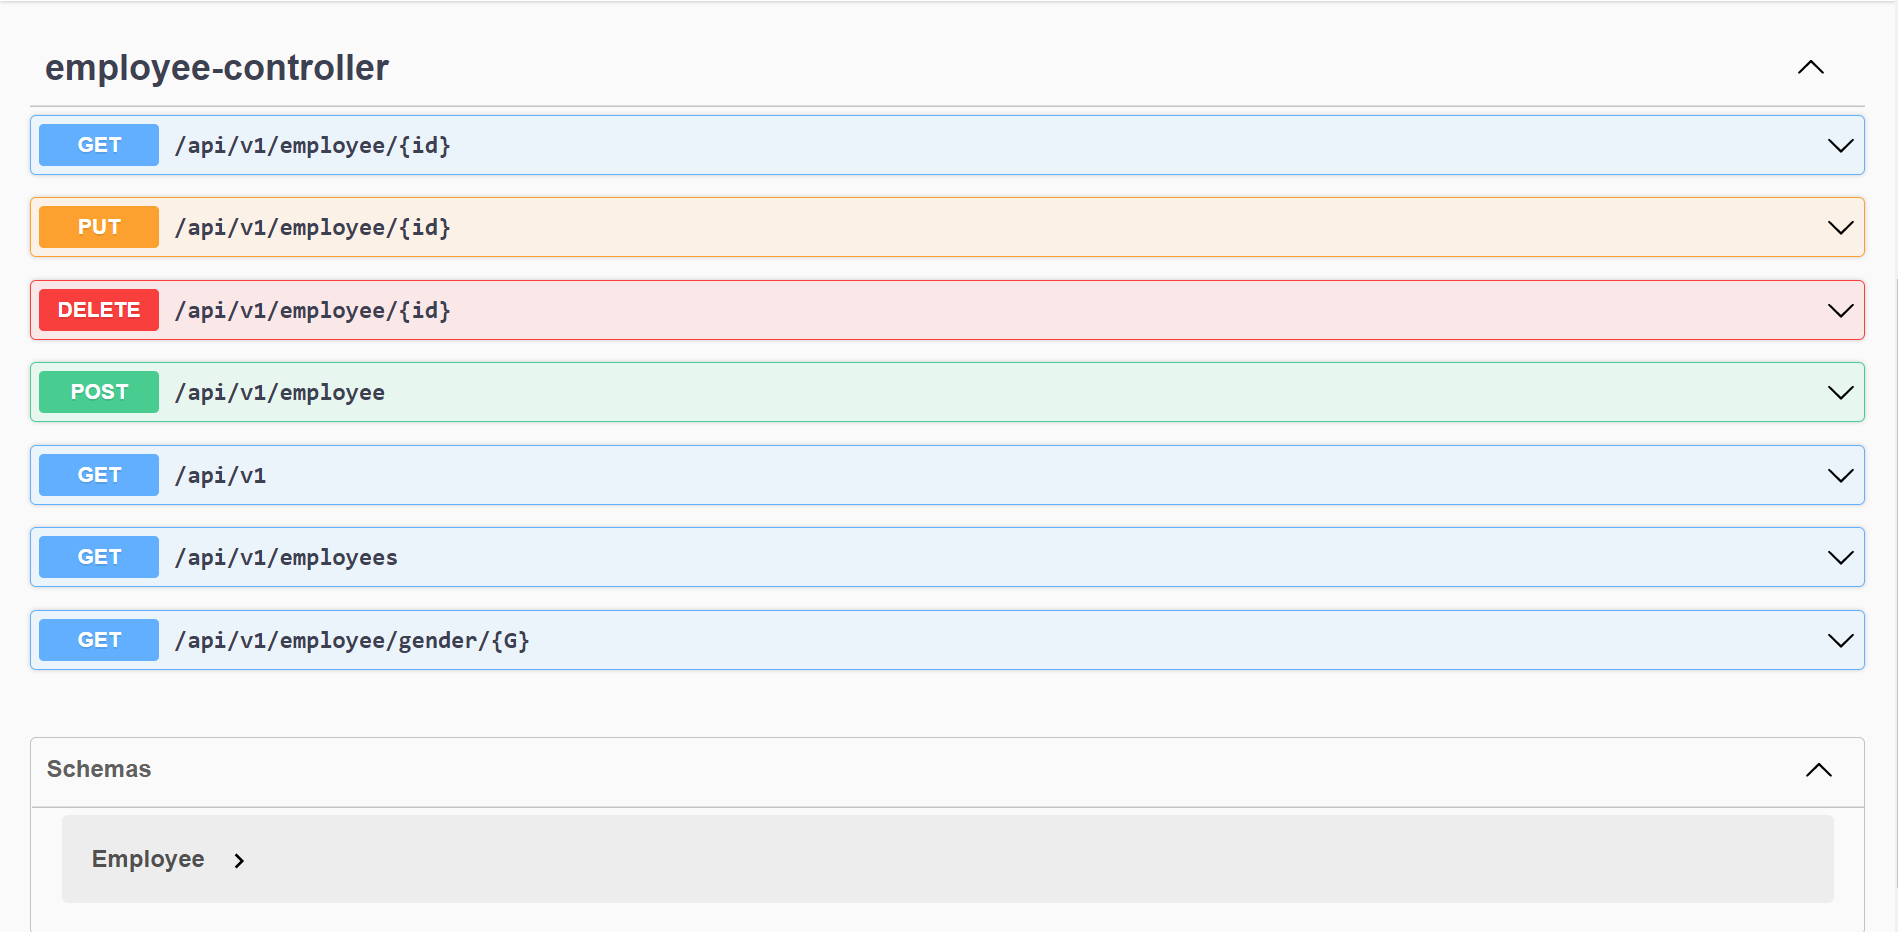 employee-controller
GET /api/v1/employee/{id}
PUT /api/v1/employee/{id}
DELETE /api/v1/employee/{id}
POST /api/v1/employee
GET /api/v1
GET /api/v1/employees
GET /api/v1/employee/gender/{G}
Schemas
Employee